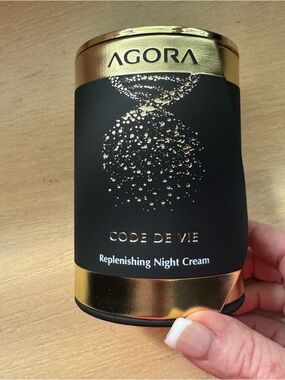 AGORA
CODE DE VIE
Replenishing Night Cream